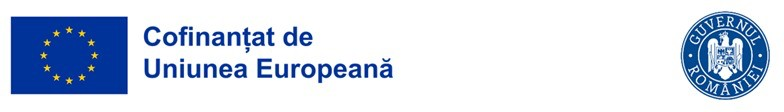 Cofinanțat de
Uniunea Europeană
GUVERNUL
ROMÂNIEI